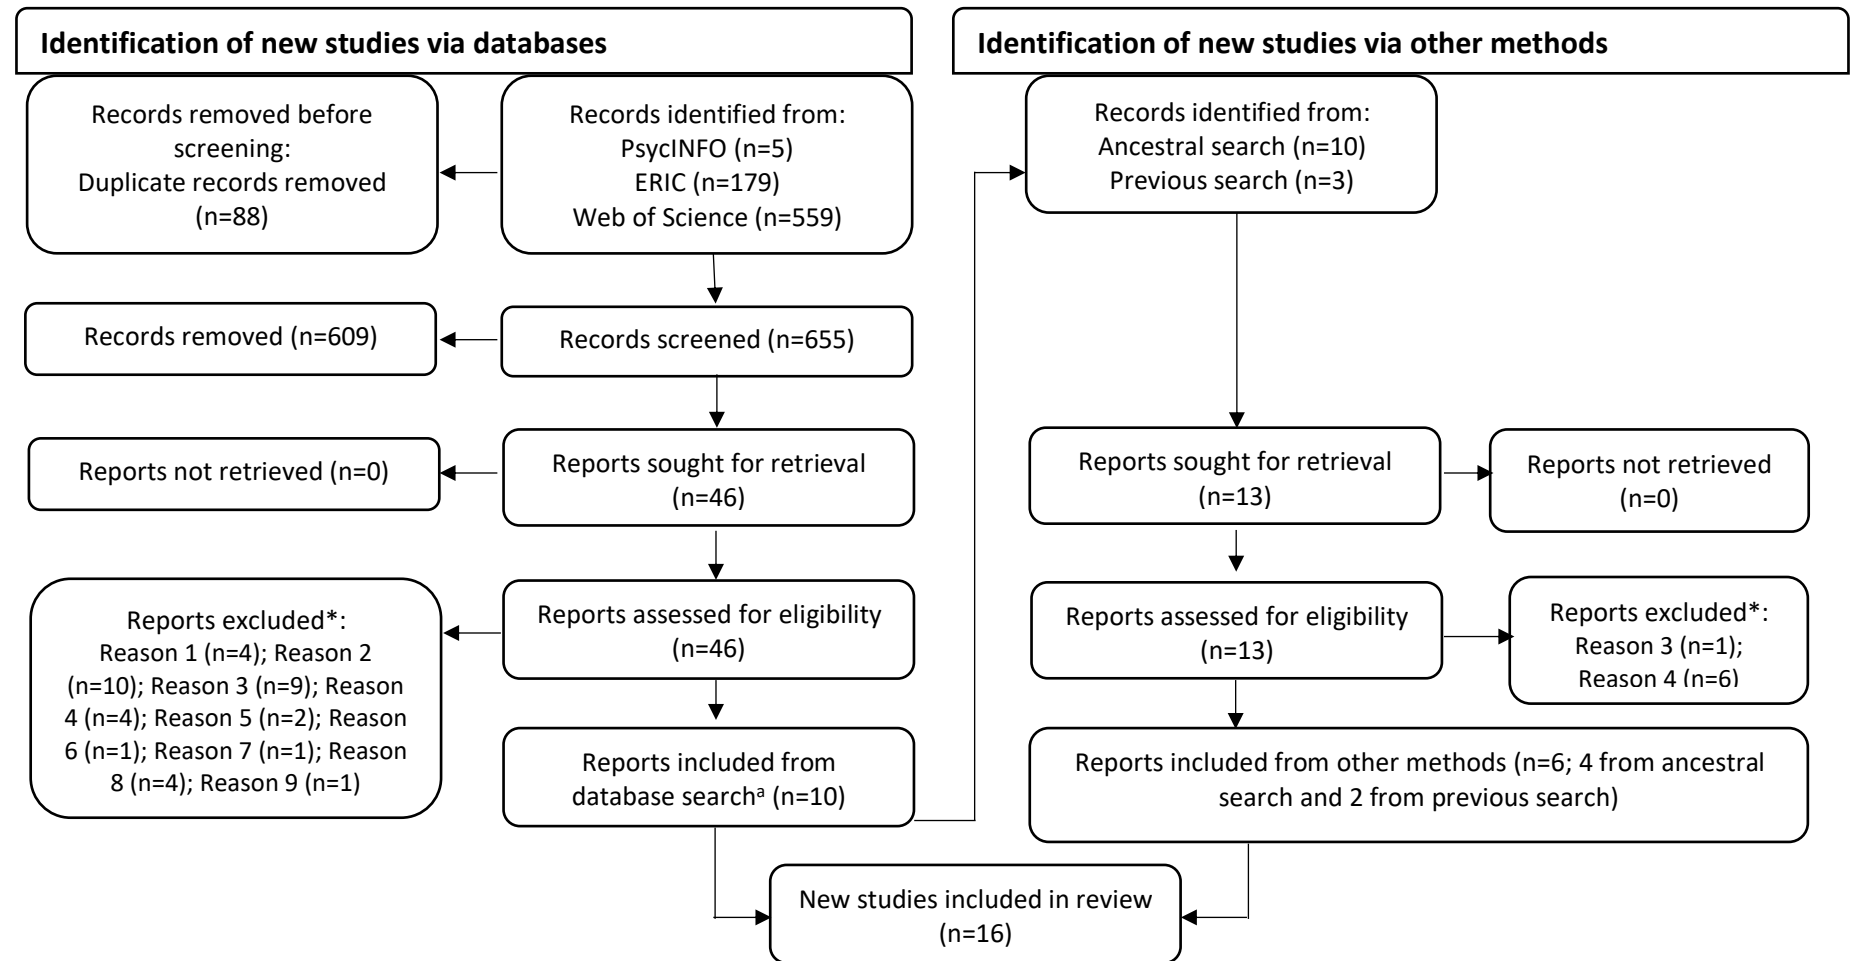 Identification of new studies via databases
Records removed before
screening:
Duplicate records removed
(n=88)
Records identified from:
PsycINFO (n=5)
ERIC (n=179)
Web of Science (n=559)
Records removed (n=609)
Records screened (n=655)
Reports not retrieved (n=0)
Reports sought for retrieval
(n=46)
Reports excluded*:
Reason 1 (n=4); Reason 2
(n=10); Reason 3 (n=9); Reason
4 (n=4); Reason 5 (n=2); Reason
6 (n=1); Reason 7 (n=1); Reason
8 (n=4); Reason 9 (n=1)
Reports assessed for eligibility
(n=46)
Reports included from
database searchᵃ (n=10)
Identification of new studies via other methods
Records identified from:
Ancestral search (n=10)
Previous search (n=3)
Reports sought for retrieval
(n=13)
Reports not retrieved
(n=0)
Reports assessed for eligibility
(n=13)
Reports excluded*:
Reason 3 (n=1);
Reason 4 (n=6)
Reports included from other methods (n=6; 4 from ancestral
search and 2 from previous search)
New studies included in review
(n=16)